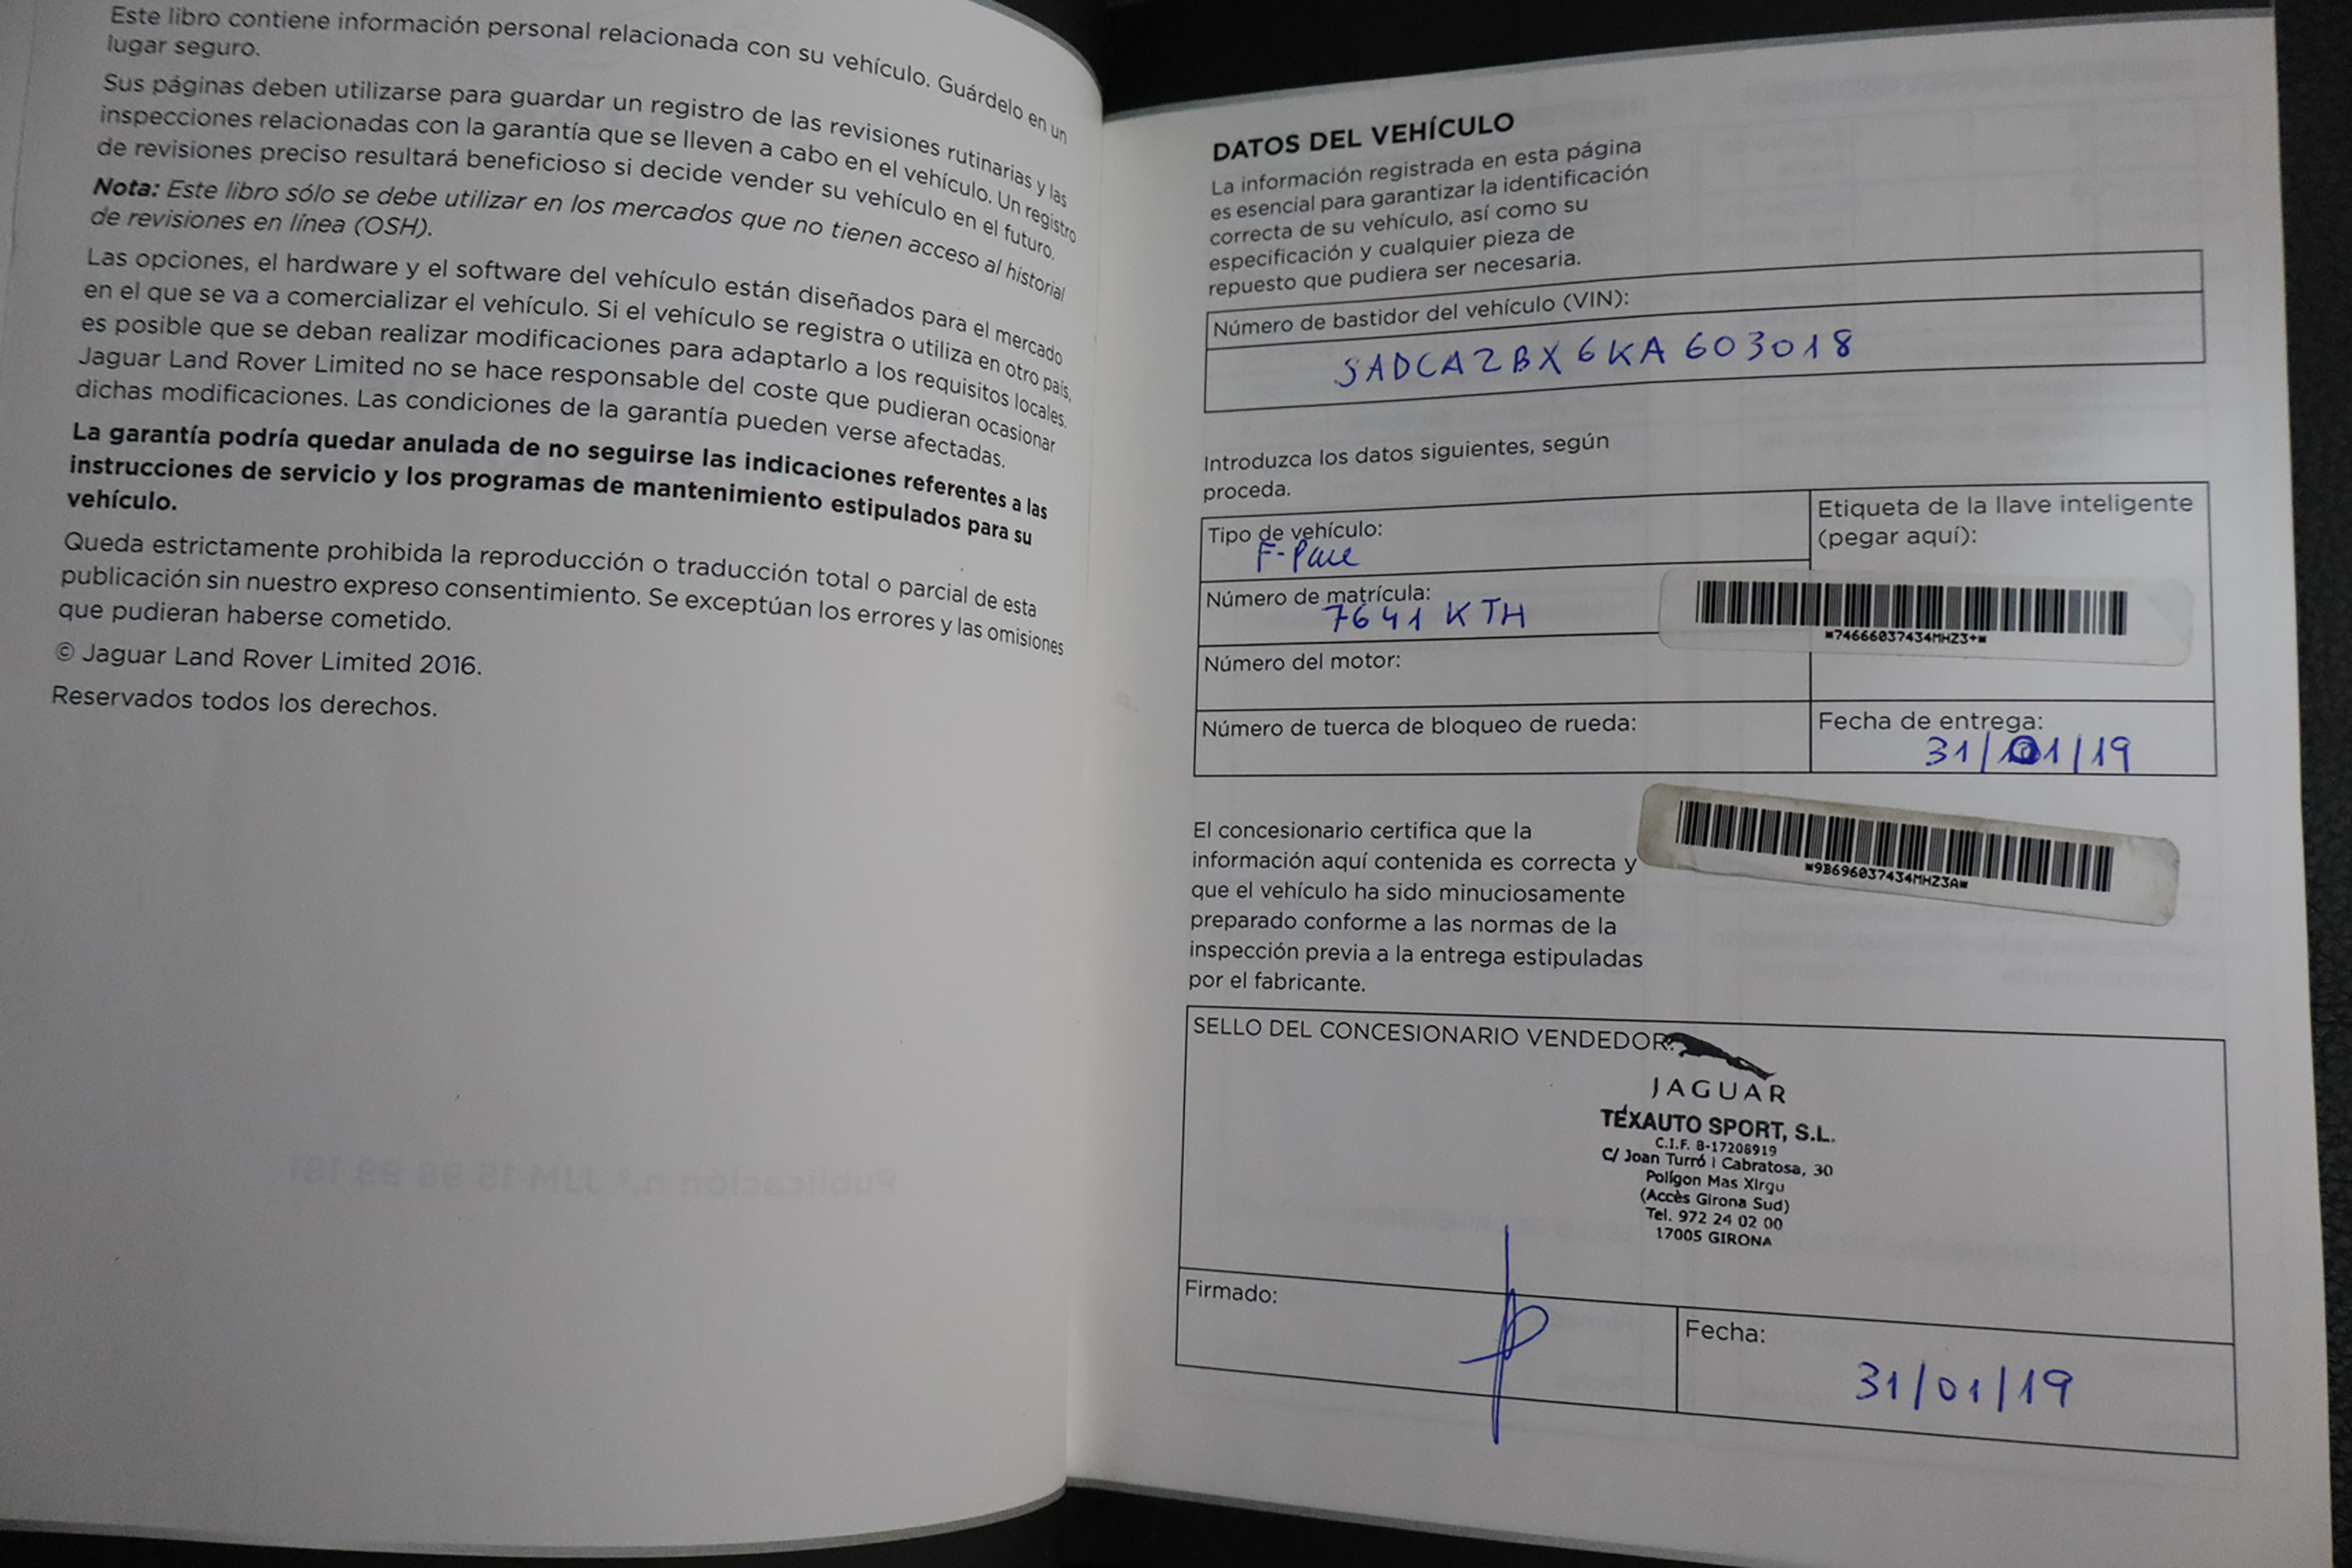 Este libro contiene información personal relacionada con su vehículo. Guárdelo en un
lugar seguro.
Sus páginas deben utilizarse para guardar un registro de las revisiones rutinarias y las
inspecciones relacionadas con la garantía que se lleven a cabo en el vehículo. Un registro
de revisiones preciso resultará beneficioso si decide vender su vehículo en el futuro.
Nota: Este libro sólo se debe utilizar en los mercados que no tienen acceso al historial
de revisiones en línea (OSH).
Las opciones, el hardware y el software del vehículo están diseñados para el mercado
en el que se va a comercializar el vehículo. Si el vehículo se registra o utiliza en otro país,
es posible que se deban realizar modificaciones para adaptarlo a los requisitos locales.
Jaguar Land Rover Limited no se hace responsable del coste que pudieran ocasionar
dichas modificaciones. Las condiciones de la garantía pueden verse afectadas.
La garantía podría quedar anulada de no seguirse las indicaciones referentes a las
instrucciones de servicio y los programas de mantenimiento estipulados para su
vehículo.
Queda estrictamente prohibida la reproducción o traducción total o parcial de esta
publicación sin nuestro expreso consentimiento. Se exceptúan los errores y las omisiones
que pudieran haberse cometido.
© Jaguar Land Rover Limited 2016.
Reservados todos los derechos.
Publicación n.º JJM 15 98 99 181
DATOS DEL VEHÍCULO
La información registrada en esta página
es esencial para garantizar la identificación
correcta de su vehículo, así como su
especificación y cualquier pieza de
repuesto que pudiera ser necesaria.
Número de bastidor del vehículo (VIN):
SADCA2BX6KA603018
Introduzca los datos siguientes, según
proceda.
Tipo de vehículo:
F-Pace
Etiqueta de la llave inteligente
(pegar aquí):
Número de matrícula:
7641 KTH
*74666037434MHZ3+*
Número del motor:
Número de tuerca de bloqueo de rueda:
Fecha de entrega:
31/01/19
El concesionario certifica que la
información aquí contenida es correcta y
que el vehículo ha sido minuciosamente
preparado conforme a las normas de la
inspección previa a la entrega estipuladas
por el fabricante.
*9B696037434MHZ3A*
SELLO DEL CONCESIONARIO VENDEDOR:
JAGUAR
TEXAUTO SPORT, S.L.
C.I.F. B-17208919
C/ Joan Turró i Cabratosa, 30
Polígon Mas Xirgu
(Accès Girona Sud)
Tel. 972 24 02 00
17005 GIRONA
Firmado:
Fecha:
31/01/19